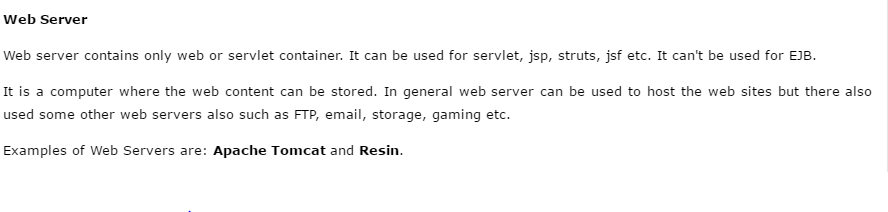 Web Server
Web server contains only web or servlet container. It can be used for servlet, jsp, struts, jsf etc. It can't be used for EJB.
It is a computer where the web content can be stored. In general web server can be used to host the web sites but there also
used some other web servers also such as FTP, email, storage, gaming etc.
Examples of Web Servers are: Apache Tomcat and Resin.